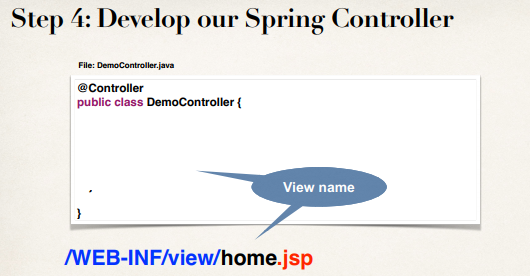 Step 4: Develop our Spring Controller
File: DemoController.java
@Controller
public class DemoController {
View name
}
/WEB-INF/view/home.jsp